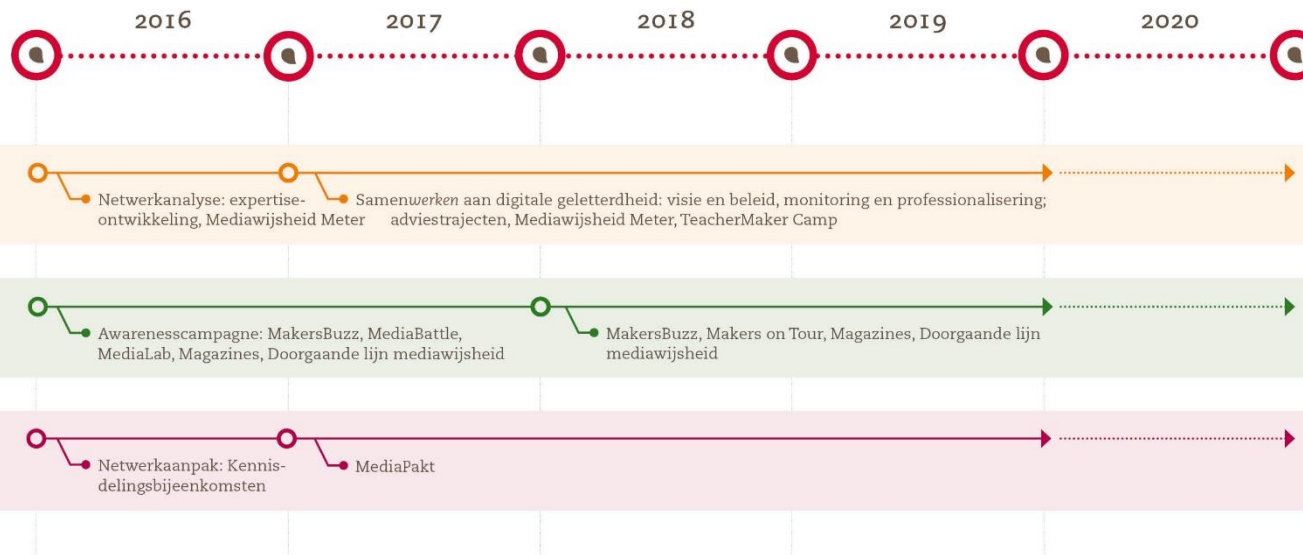 2016 2017 2018 2019 2020
Netwerkanalyse: expertise-
ontwikkeling, Mediawijsheid Meter
Samenwerken aan digitale geletterdheid: visie en beleid, monitoring en professionalisering;
adviestrajecten, Mediawijsheid Meter, TeacherMaker Camp
Awarenesscampagne: MakersBuzz, MediaBattle,
MediaLab, Magazines, Doorgaande lijn mediawijsheid
MakersBuzz, Makers on Tour, Magazines, Doorgaande lijn
mediawijsheid
Netwerkaanpak: Kennis-
delingsbijeenkomsten
MediaPakt